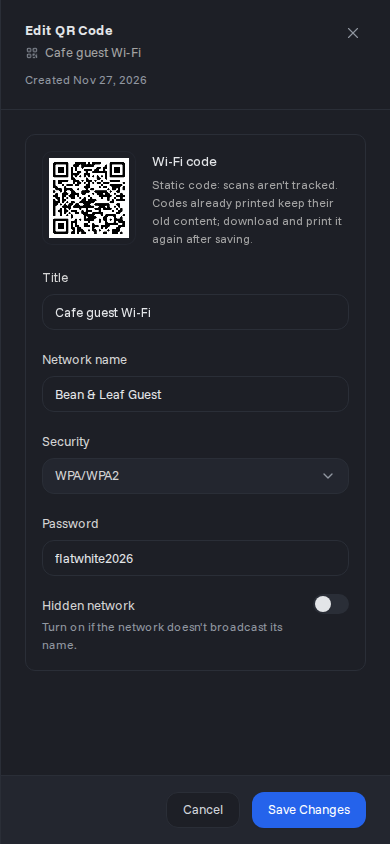 Edit QR Code
Cafe guest Wi-Fi
Created Nov 27, 2026
Wi-Fi code
Static code: scans aren't tracked.
Codes already printed keep their
old content; download and print it
again after saving.
Title
Cafe guest Wi-Fi
Network name
Bean & Leaf Guest
Security
WPA/WPA2
Password
flatwhite2026
Hidden network
Turn on if the network doesn't broadcast its
name.
Cancel
Save Changes